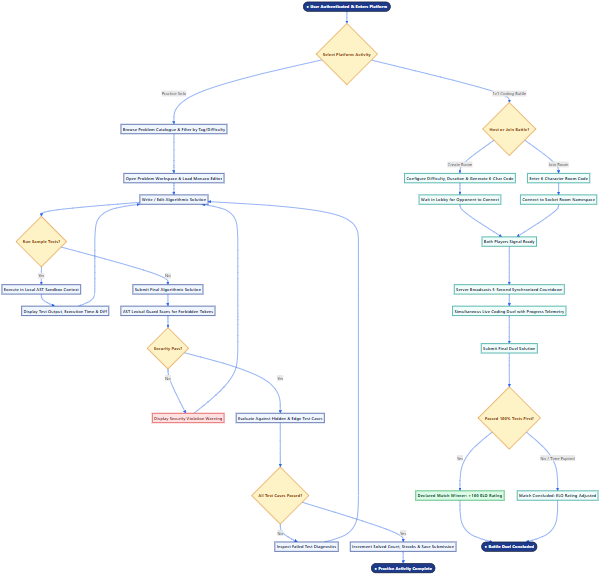 ● User Authenticated & Enters Platform
Select Platform Activity
Practice Solo
1v1 Coding Battle
Browse Problem Catalogue & Filter by Tag/Difficulty
Host or Join Battle?
Create Room
Join Room
Open Problem Workspace & Load Monaco Editor
Configure Difficulty, Duration & Generate 6-Char Code
Enter 6-Character Room Code
Write / Edit Algorithmic Solution
Wait in Lobby for Opponent to Connect
Connect to Socket Room Namespace
Run Sample Tests?
Both Players Signal Ready
Yes
No
Execute in Local AST Sandbox Context
Submit Final Algorithmic Solution
Server Broadcasts 3-Second Synchronized Countdown
Display Test Output, Execution Time & Diff
AST Lexical Guard Scans for Forbidden Tokens
Simultaneous Live Coding Duel with Progress Telemetry
Security Pass?
Submit Final Duel Solution
No
Yes
Display Security Violation Warning
Evaluate Against Hidden & Edge Test Cases
Passed 100% Tests First?
Yes
No / Time Expired
All Test Cases Passed?
Declared Match Winner: +100 ELO Rating
Match Concluded: ELO Rating Adjusted
No
Yes
Inspect Failed Test Diagnostics
Increment Solved Count, Streaks & Save Submission
● Battle Duel Concluded
● Practice Activity Complete